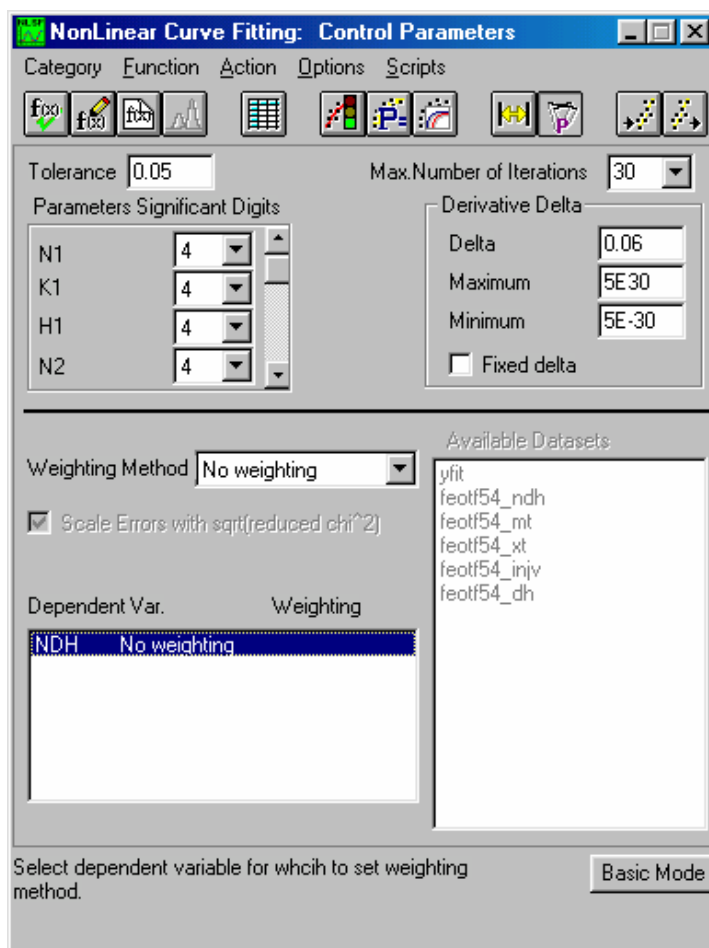 NLSF
NonLinear Curve Fitting: Control Parameters
Category Function Action Options Scripts
Tolerance 0.05
Max.Number of Iterations 30
Parameters Significant Digits
N1 4
K1 4
H1 4
N2 4
Derivative Delta
Delta 0.06
Maximum 5E30
Minimum 5E-30
Fixed delta
Weighting Method No weighting
Scale Errors with sqrt(reduced chi^2)
Dependent Var. Weighting
NDH No weighting
Available Datasets
yfit
feotf54_ndh
feotf54_mt
feotf54_xt
feotf54_injv
feotf54_dh
Select dependent variable for whcih to set weighting
method.
Basic Mode